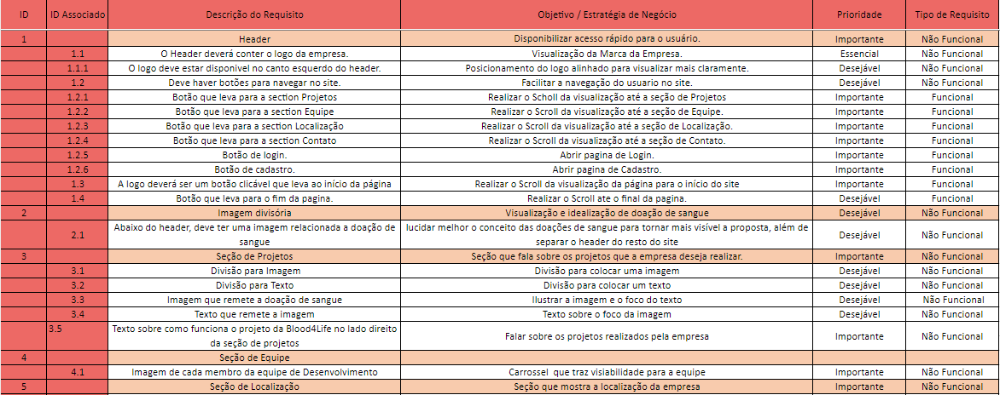 ID ID Associado Descrição do Requisito Objetivo / Estratégia de Negócio Prioridade Tipo de Requisito
1 Header Disponibilizar acesso rápido para o usuário. Importante Não Funcional
1.1 O Header deverá conter o logo da empresa. Visualização da Marca da Empresa. Essencial Não Funcional
1.1.1 O logo deve estar disponivel no canto esquerdo do header. Posicionamento do logo alinhado para visualizar mais claramente. Desejável Não Funcional
1.2 Deve haver botões para navegar no site. Facilitar a navegação do usuario no site. Desejável Não Funcional
1.2.1 Botão que leva para a section Projetos Realizar o Scholl da visualização até a seção de Projetos Importante Funcional
1.2.2 Botão que leva para a section Equipe Realizar o Scroll da visualização até a seção de Equipe. Importante Funcional
1.2.3 Botão que leva para a section Localização Realizar o Scroll da visualização até a seção de Localização. Importante Funcional
1.2.4 Botão que leva para a section Contato Realizar o Scroll da visualização até a seção de Contato. Importante Funcional
1.2.5 Botão de login. Abrir pagina de Login. Importante Funcional
1.2.6 Botão de cadastro. Abrir pagina de Cadastro. Importante Funcional
1.3 A logo deverá ser um botão clicável que leva ao início da página Realizar o Scroll da visualização da página para o início do site Importante Funcional
1.4 Botão que leva para o fim da pagina. Realizar o Scroll ate o final da pagina. Desejável Funcional
2 Imagem divisória Visualização e idealização de doação de sangue Desejável Não Funcional
2.1 Abaixo do header, deve ter uma imagem relacionada a doação de
sangue
lucidar melhor o conceito das doações de sangue para tornar mais visível a proposta, além de
separar o header do resto do site
Desejável Não Funcional
3 Seção de Projetos Seção que fala sobre os projetos que a empresa deseja realizar. Importante Não Funcional
3.1 Divisão para Imagem Divisão para colocar uma imagem Desejável Não Funcional
3.2 Divisão para Texto Divisão para colocar um texto Desejável Não Funcional
3.3 Imagem que remete a doação de sangue Ilustrar a imagem e o foco do texto Desejável Não Funcional
3.4 Texto que remete a imagem Texto sobre o foco da imagem Desejável Não Funcional
3.5 Texto sobre como funciona o projeto da Blood4Life no lado direito
da seção de projetos
Falar sobre os projetos realizados pela empresa Importante Não Funcional
4 Seção de Equipe
4.1 Imagem de cada membro da equipe de Desenvolvimento Carrossel que traz visiabilidade para a equipe Importante Não Funcional
5 Seção de Localização Seção que mostra a localização da empresa Importante Não Funcional